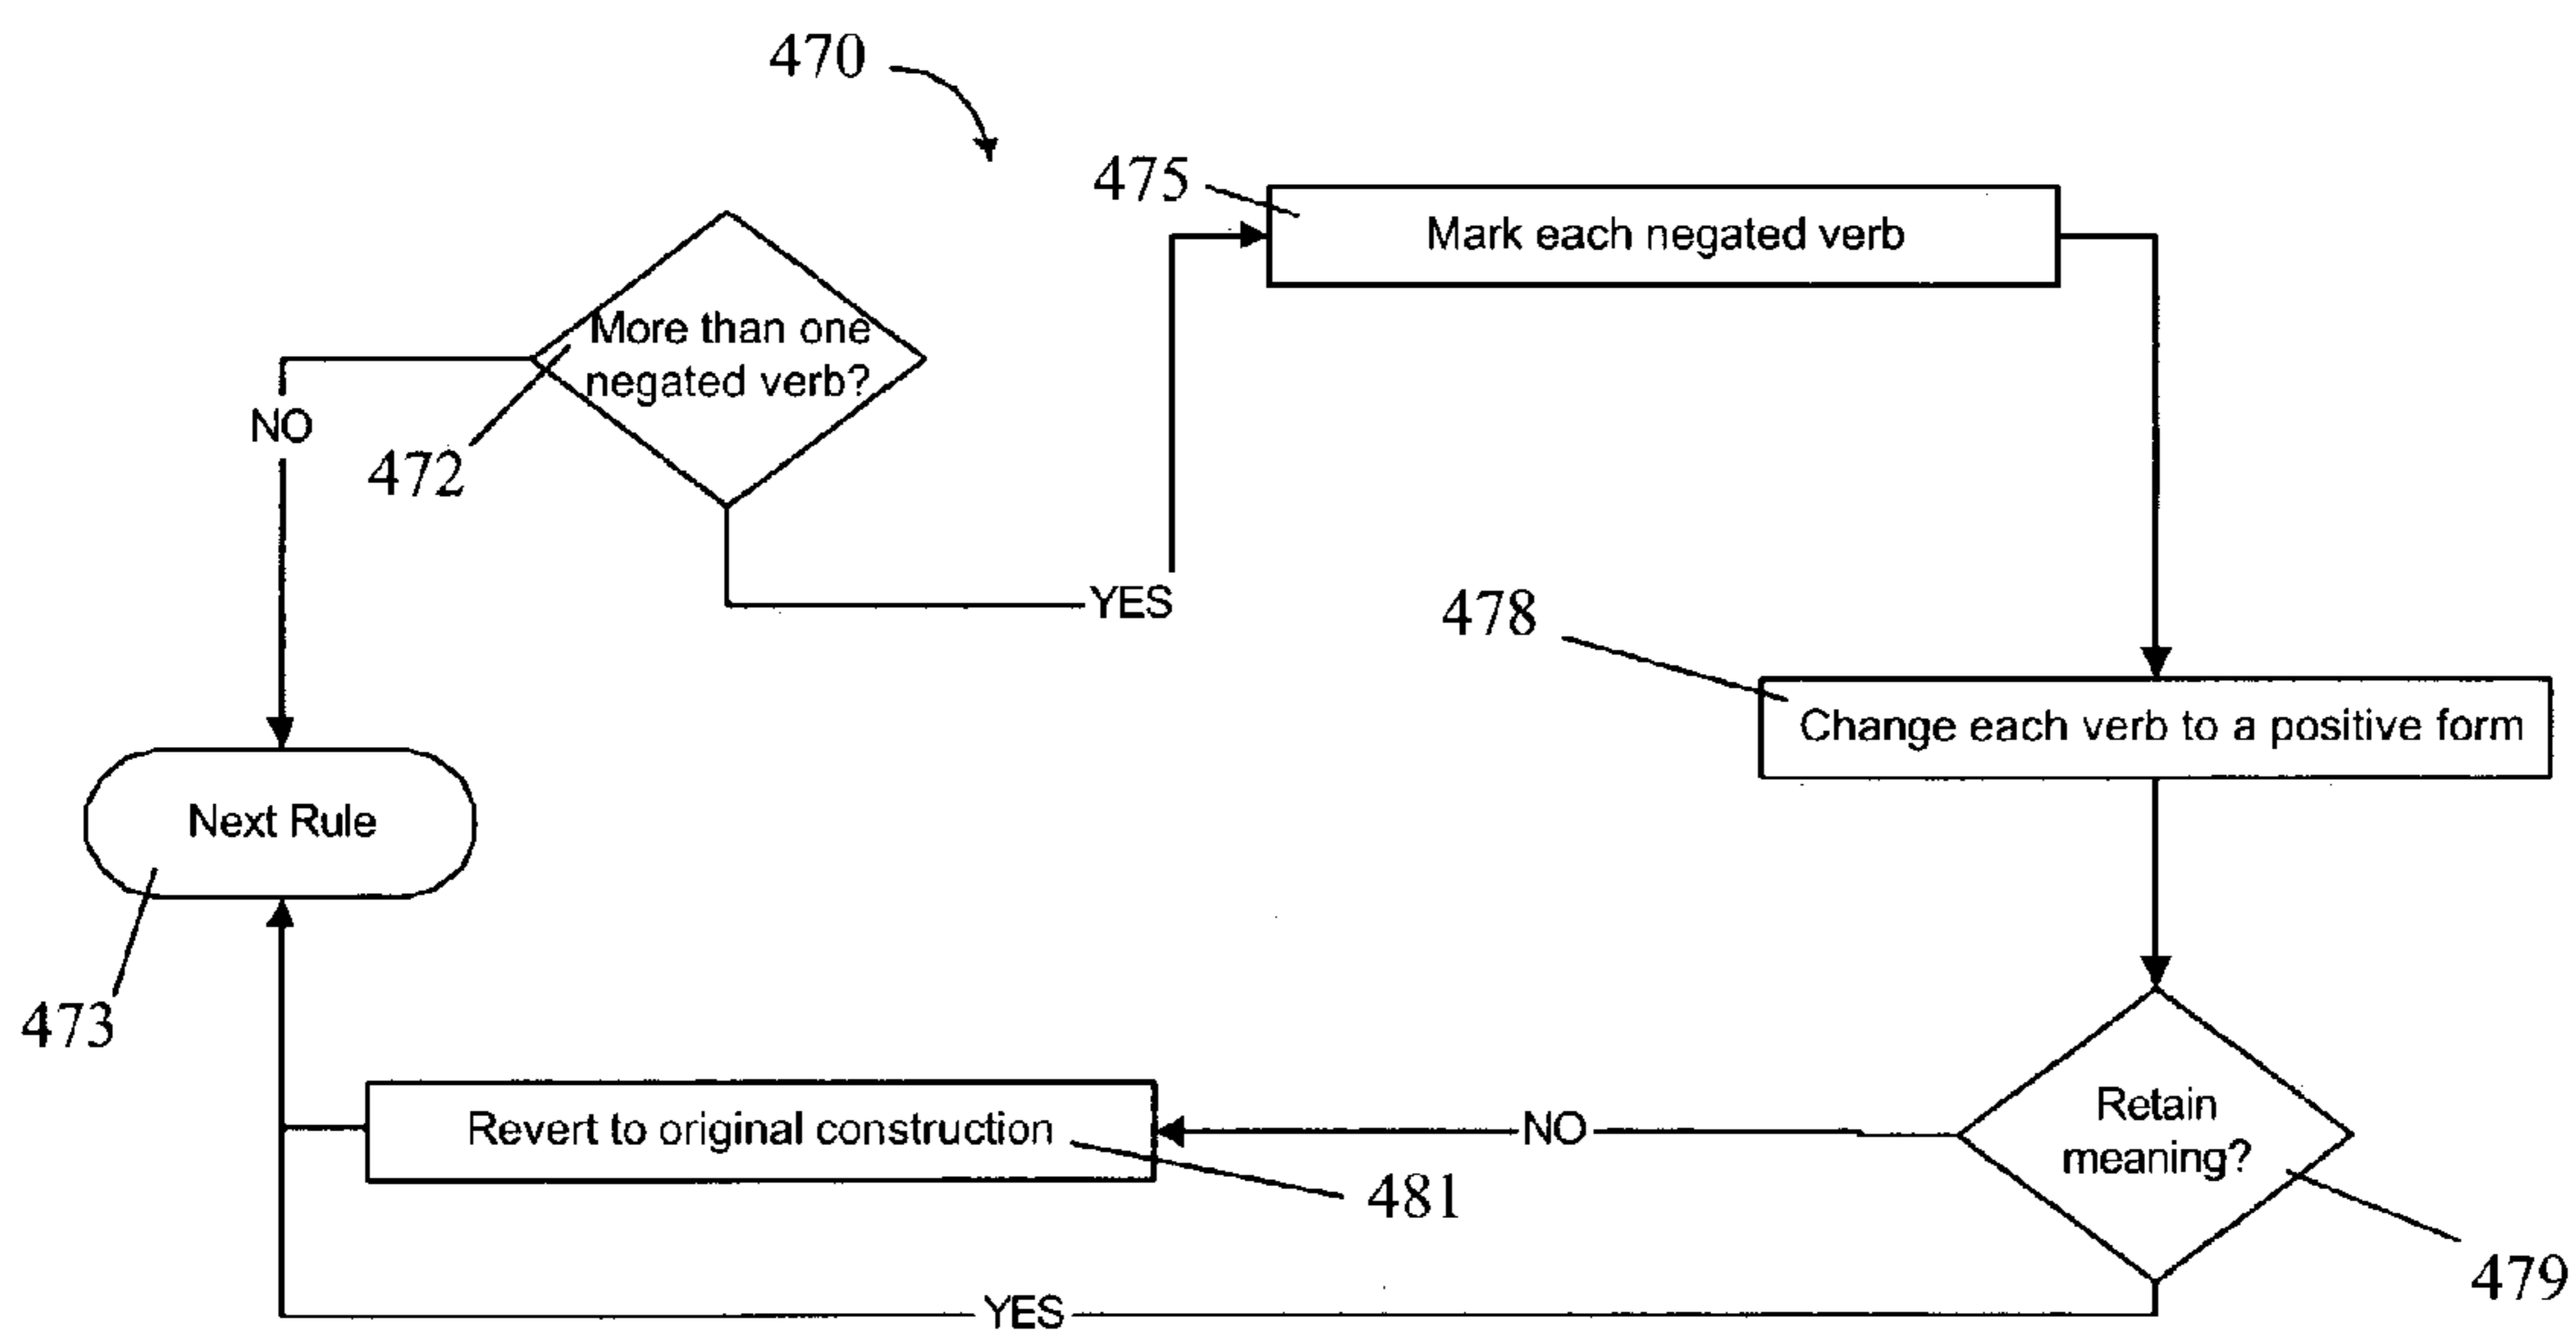 470
475
Mark each negated verb
More than one
negated verb?
NO
472
YES
478
Change each verb to a positive form
Next Rule
473
Retain
meaning?
NO
Revert to original construction
481
479
YES